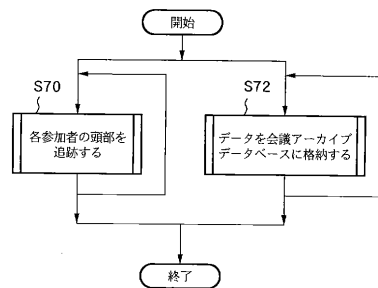 開始
S70
S72
各参加者の頭部を
追跡する
データを会議アーカイブ
データベースに格納する
終了